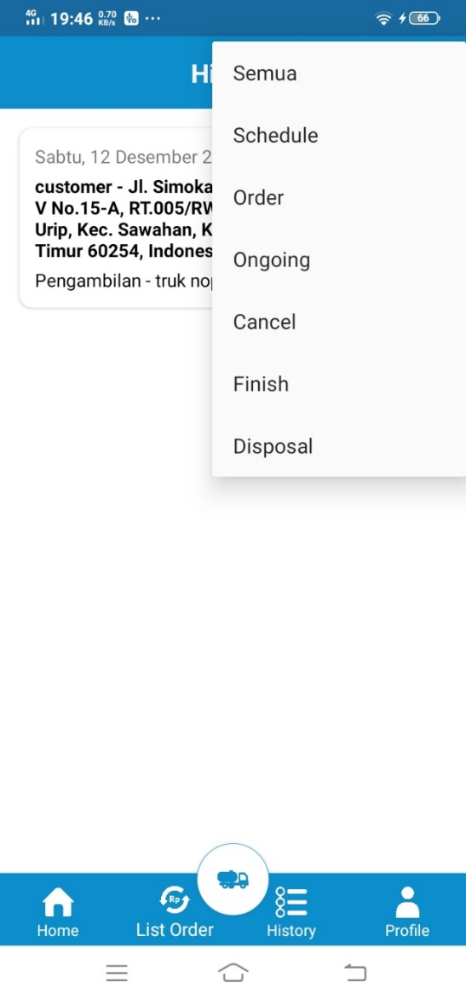 4G 19:46 0.70 KB/s ... 66
Hi
Semua
Schedule
Order
Ongoing
Cancel
Finish
Disposal
Sabtu, 12 Desember 2
customer - Jl. Simoka
V No.15-A, RT.005/RW
Urip, Kec. Sawahan, K
Timur 60254, Indones
Pengambilan - truk no
Rp
Home
List Order
History
Profile